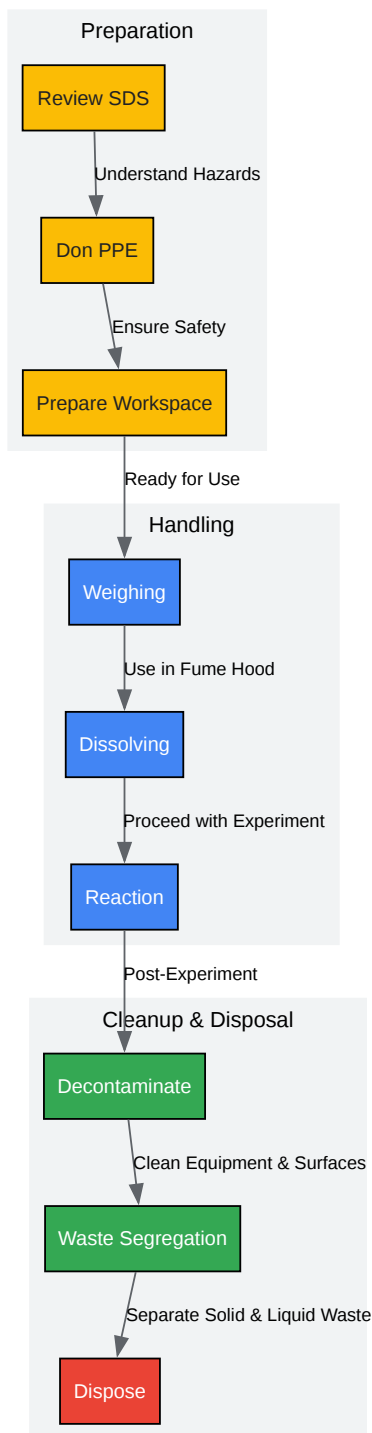 Preparation
Review SDS
Understand Hazards
Don PPE
Ensure Safety
Prepare Workspace
Ready for Use
Handling
Weighing
Use in Fume Hood
Dissolving
Proceed with Experiment
Reaction
Post-Experiment
Cleanup & Disposal
Decontaminate
Clean Equipment & Surfaces
Waste Segregation
Separate Solid & Liquid Waste
Dispose